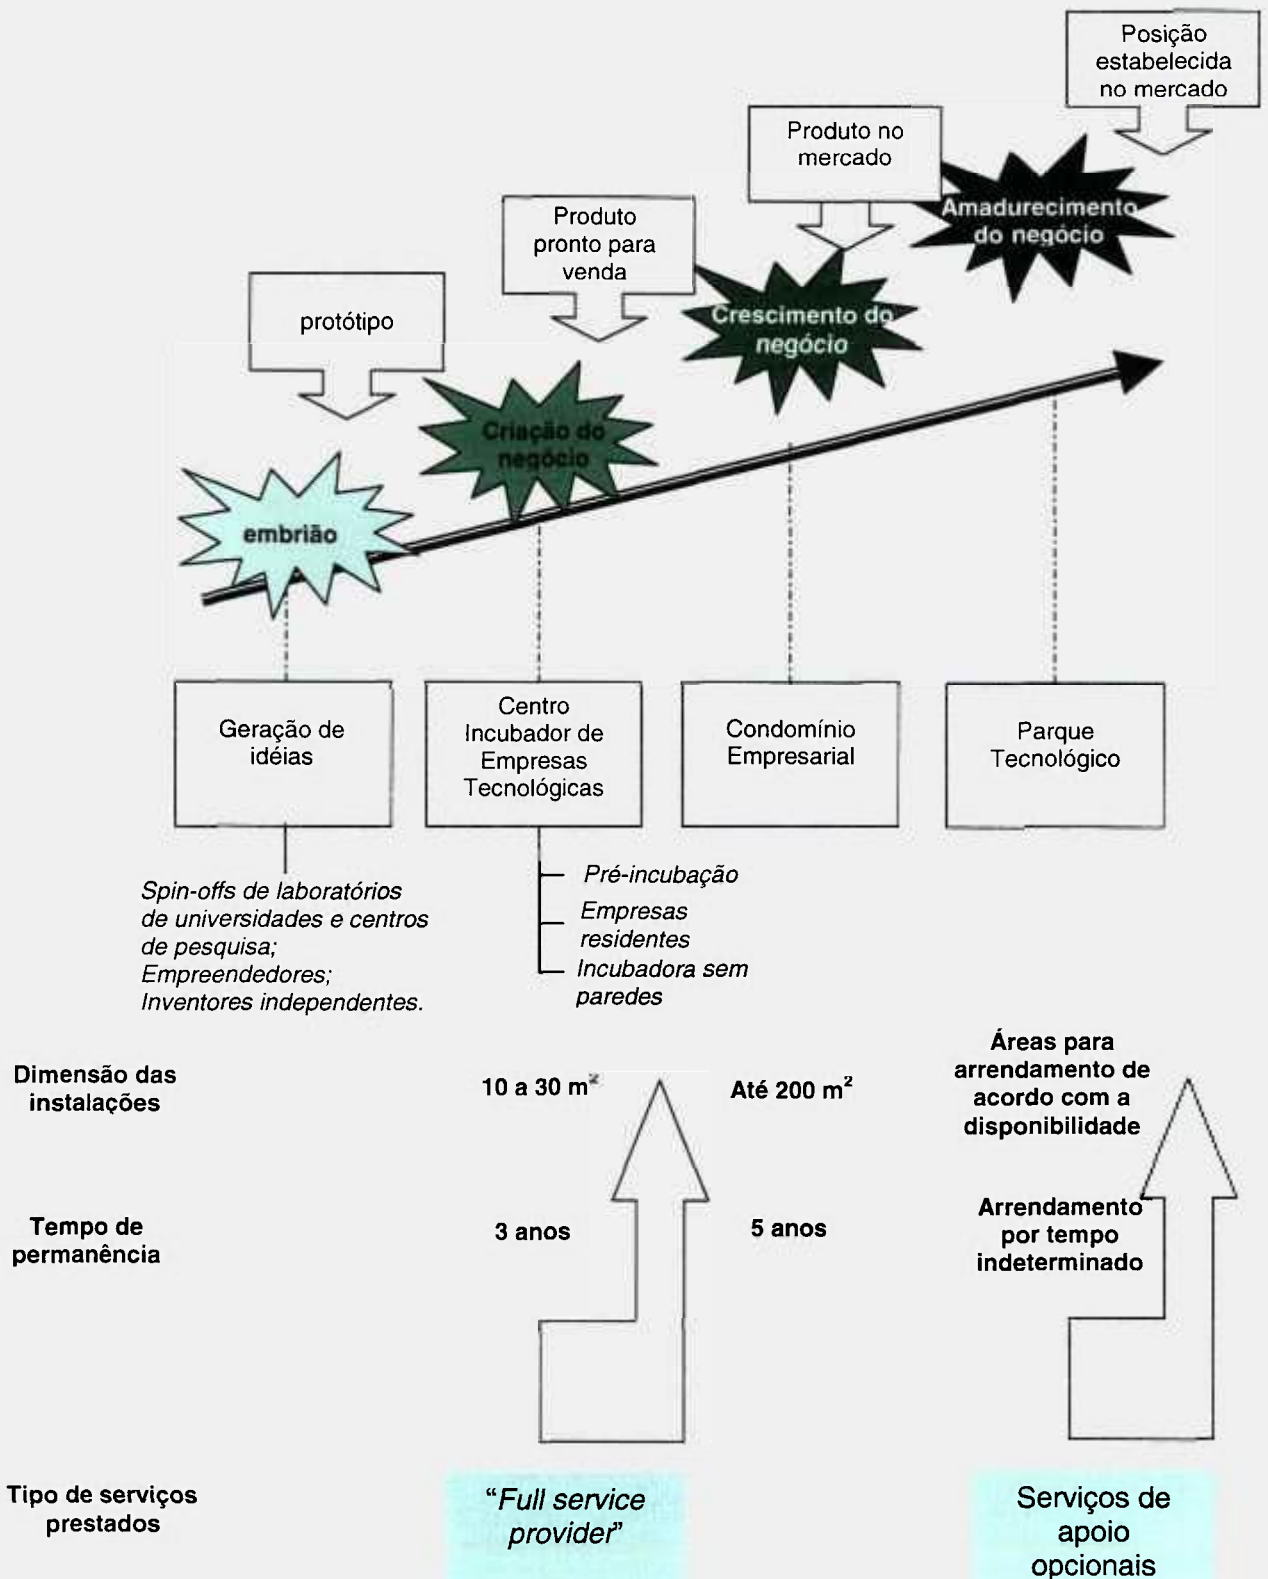 Posição
estabelecida
no mercado
Produto no
mercado
Amadurecimento
do negócio
Produto
pronto para
venda
Crescimento do
negócio
protótipo
Criação do
negócio
embrião
Geração de
idéias
Centro
Incubador de
Empresas
Tecnológicas
Condomínio
Empresarial
Parque
Tecnológico
Spin-offs de laboratórios
de universidades e centros
de pesquisa;
Empreendedores;
Inventores independentes.
Pré-incubação
Empresas
residentes
Incubadora sem
paredes
Dimensão das
instalações
10 a 30 m²
Até 200 m²
Áreas para
arrendamento de
acordo com a
disponibilidade
Tempo de
permanência
3 anos
5 anos
Arrendamento
por tempo
indeterminado
Tipo de serviços
prestados
“Full service
provider”
Serviços de
apoio
opcionais